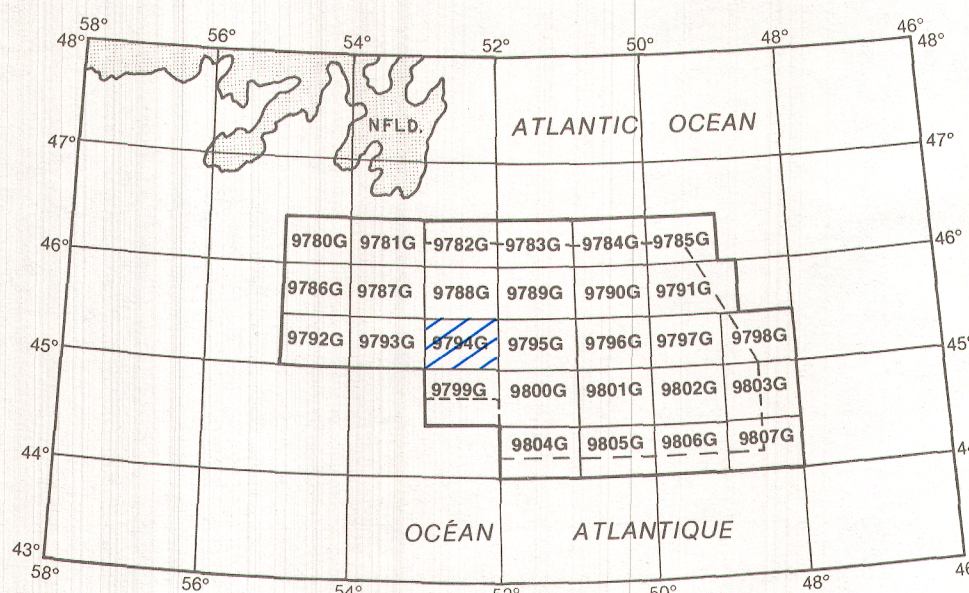 58° 56° 54° 52° 50° 48° 46°
48° 48°
NFLD. ATLANTIC OCEAN
47° 47°
46° 9780G 9781G 9782G 9783G 9784G 9785G 46°
9786G 9787G 9788G 9789G 9790G 9791G
45° 9792G 9793G 9794G 9795G 9796G 9797G 9798G 45°
9799G 9800G 9801G 9802G 9803G
44° 9804G 9805G 9806G 9807G
OCÉAN ATLANTIQUE
43°
58° 56° 54° 50° 48°